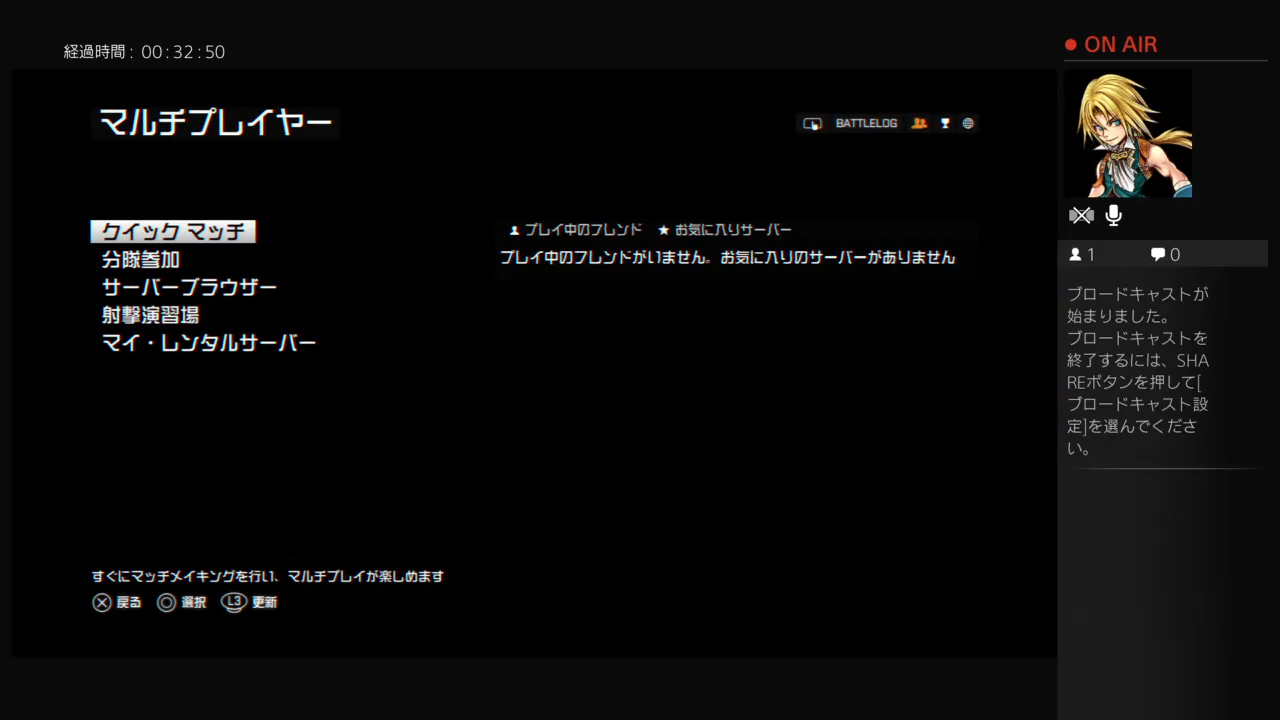 経過時間 : 00:32:50
ON AIR
マルチプレイヤー
BATTLELOG
クイック マッチ
分隊参加
サーバーブラウザー
射撃演習場
マイ・レンタルサーバー
プレイ中のフレンド ★ お気に入りサーバー
プレイ中のフレンドがいません。お気に入りのサーバーがありません
1 0
ブロードキャストが
始まりました。
ブロードキャストを
終了するには、SHA
REボタンを押して[
ブロードキャスト設
定]を選んでくださ
い。
すぐにマッチメイキングを行い、マルチプレイが楽しめます
戻る 選択 L3 更新